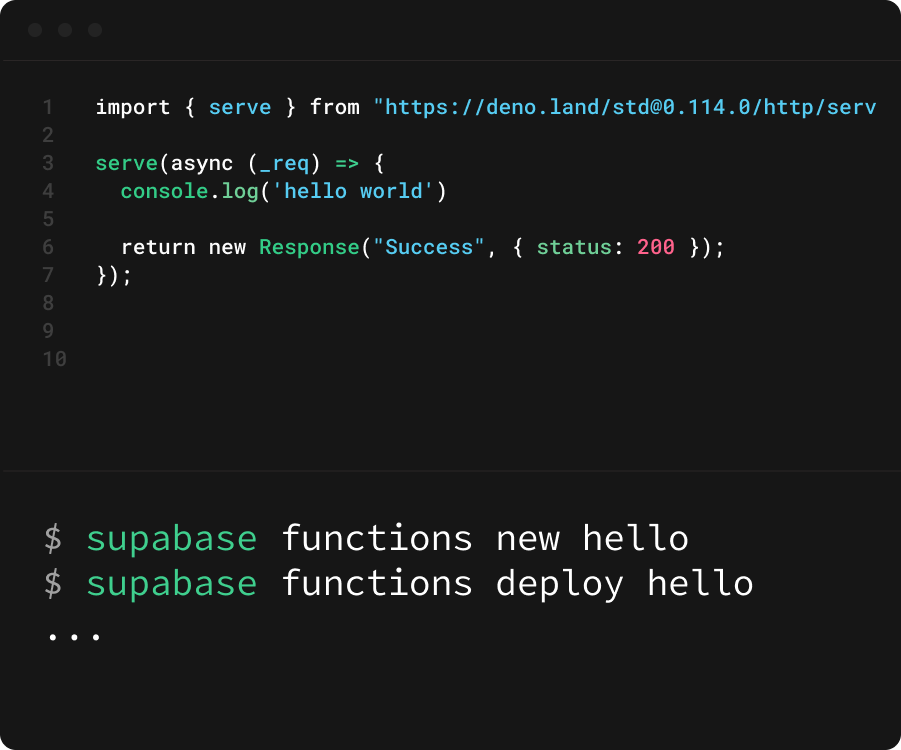 1 import { serve } from "https://deno.land/std@0.114.0/http/serv
2
3 serve(async (_req) => {
4   console.log('hello world')
5
6   return new Response("Success", { status: 200 });
7 });
8
9
10
$ supabase functions new hello
$ supabase functions deploy hello
...